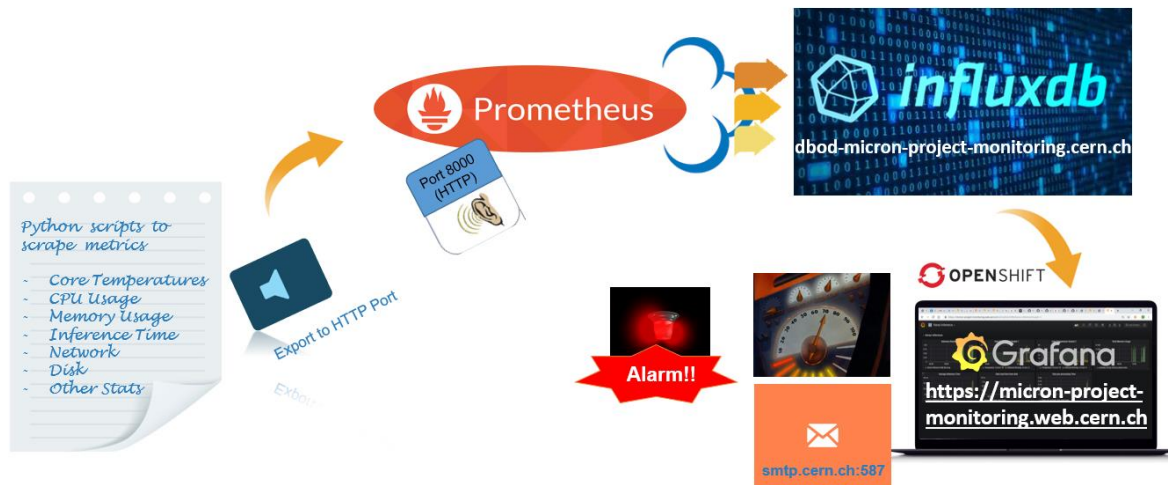 Python scripts to
scrape metrics
- Core Temperatures
- CPU Usage
- Memory Usage
- Inference Time
- Network
- Disk
- Other Stats
Export to HTTP Port
Prometheus
Port 8000
(HTTP)
influxdb
dbod-micron-project-monitoring.cern.ch
OPENSHIFT
Grafana
https://micron-project-
monitoring.web.cern.ch
Alarm!!
smtp.cern.ch:587